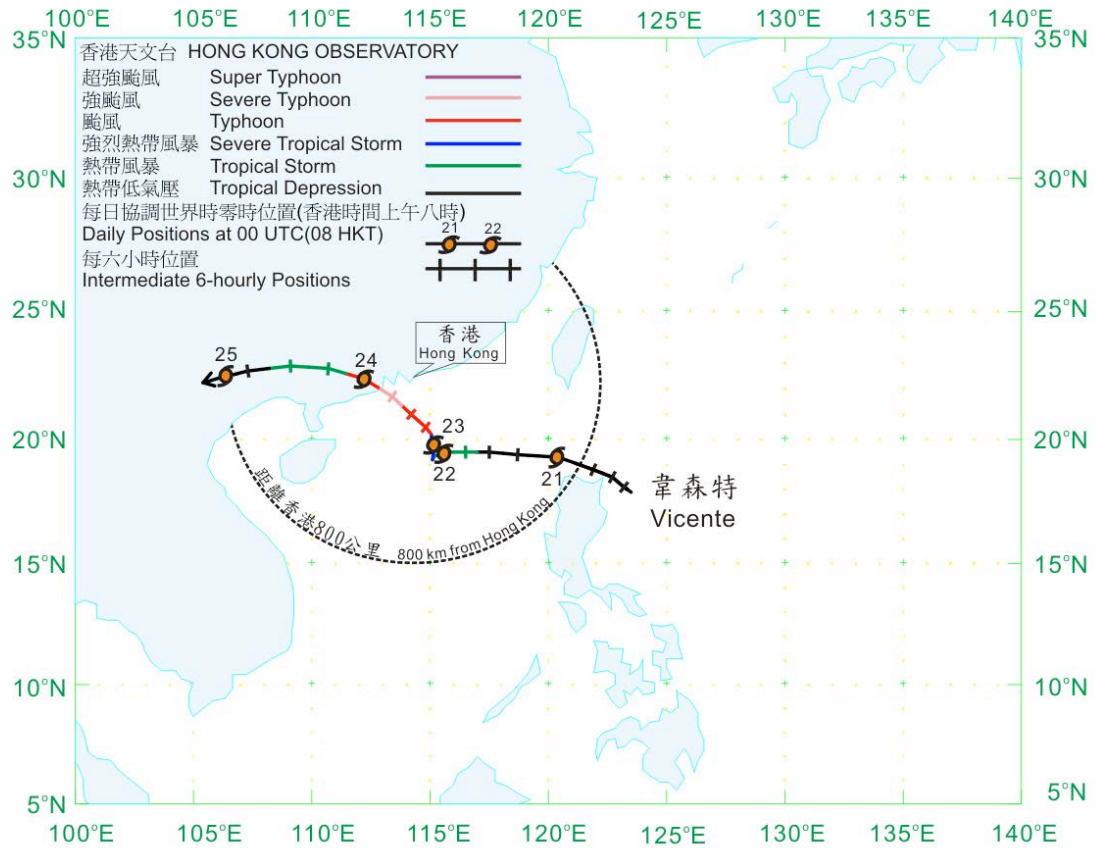 100°E 105°E 110°E 115°E 120°E 125°E 130°E 135°E 140°E
35°N 35°N
香港天文台 HONG KONG OBSERVATORY
超強颱風 Super Typhoon
強颱風 Severe Typhoon
颱風 Typhoon
強烈熱帶風暴 Severe Tropical Storm
熱帶風暴 Tropical Storm
熱帶低氣壓 Tropical Depression
30°N 30°N
每日協調世界時零時位置(香港時間上午八時)
Daily Positions at 00 UTC(08 HKT)
21 22
每六小時位置
Intermediate 6-hourly Positions
25°N 25°N
香港
Hong Kong
25 24
23
20°N 20°N
22
21
韋森特
Vicente
距離香港800公里 800 km from Hong Kong
15°N 15°N
10°N 10°N
5°N 5°N
100°E 105°E 110°E 115°E 120°E 125°E 130°E 135°E 140°E